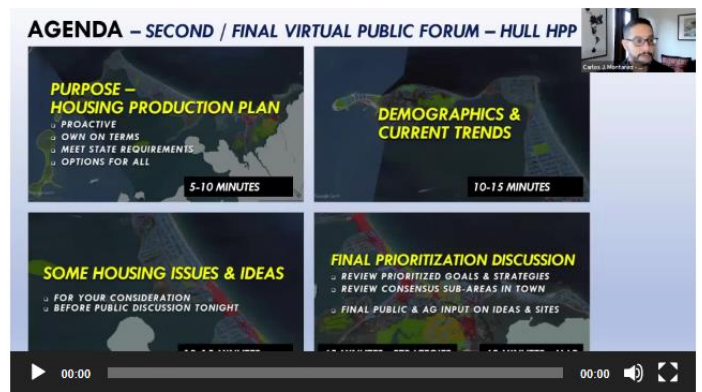 AGENDA – SECOND / FINAL VIRTUAL PUBLIC FORUM – HULL HPP
PURPOSE –
HOUSING PRODUCTION PLAN
PROACTIVE
OWN ON TERMS
MEET STATE REQUIREMENTS
OPTIONS FOR ALL
5-10 MINUTES
DEMOGRAPHICS &
CURRENT TRENDS
10-15 MINUTES
SOME HOUSING ISSUES & IDEAS
FOR YOUR CONSIDERATION
BEFORE PUBLIC DISCUSSION TONIGHT
FINAL PRIORITIZATION DISCUSSION
REVIEW PRIORITIZED GOALS & STRATEGIES
REVIEW CONSENSUS SUB-AREAS IN TOWN
FINAL PUBLIC & AG INPUT ON IDEAS & SITES
Carlos J. Montañez
00:00
00:00